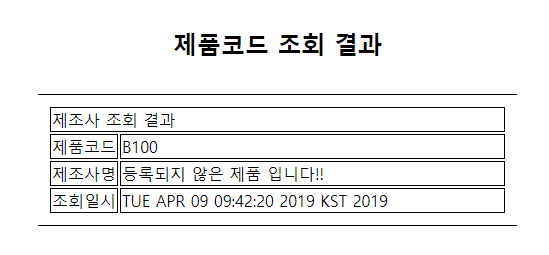 제품코드 조회 결과
제조사 조회 결과
제품코드 B100
제조사명 등록되지 않은 제품 입니다!!
조회일시 TUE APR 09 09:42:20 2019 KST 2019